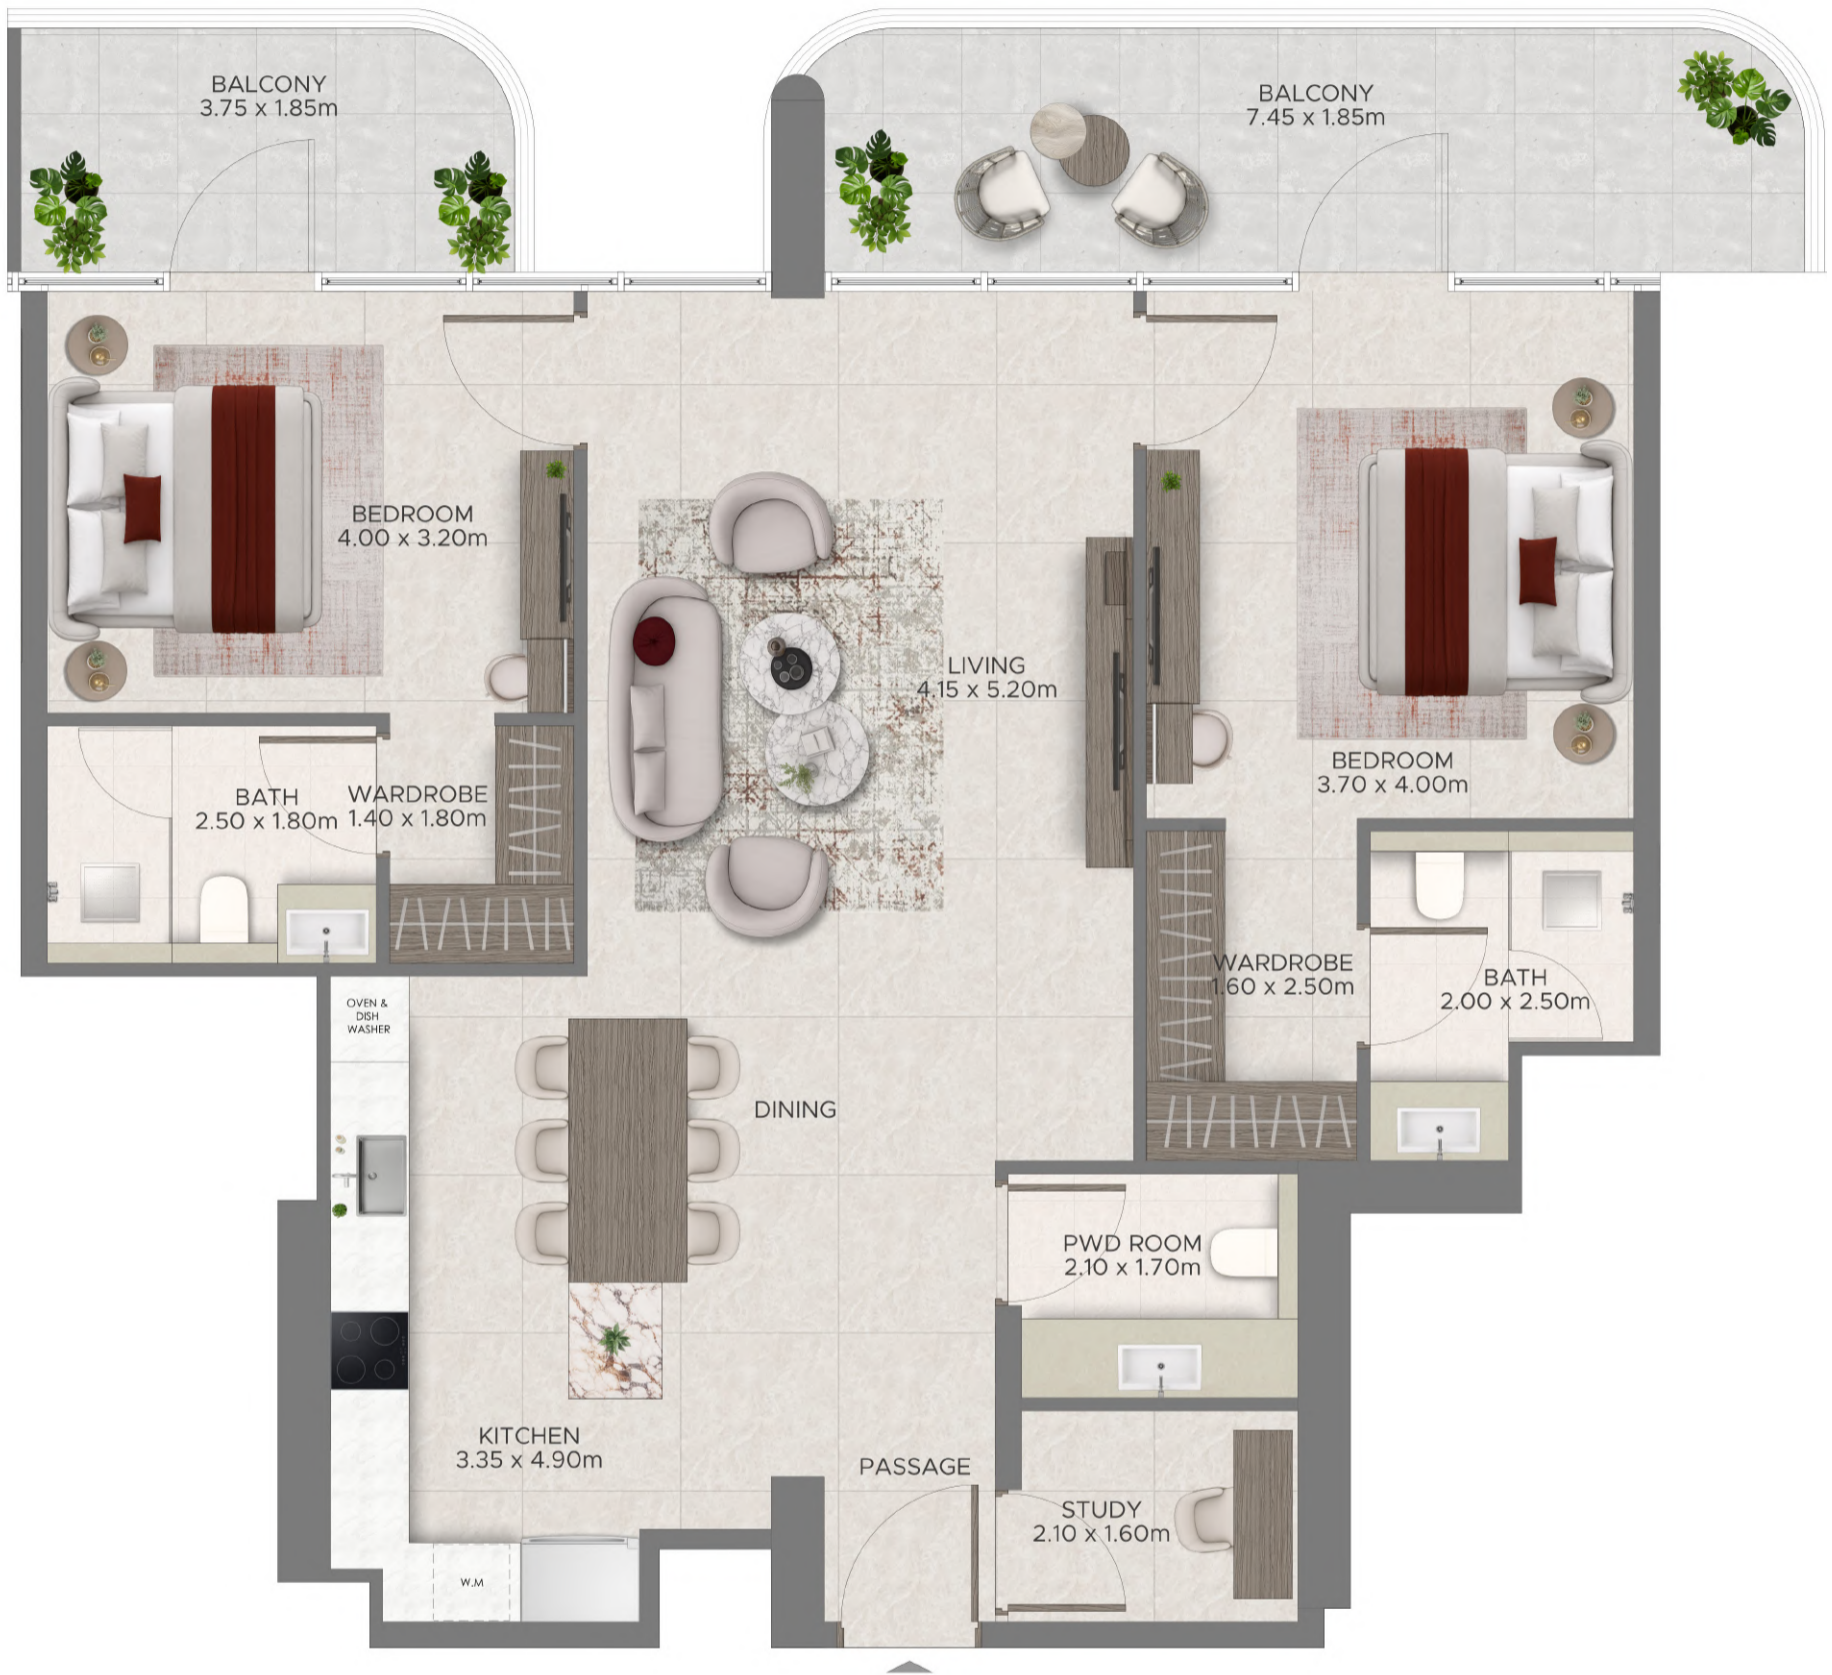 BALCONY
3.75 x 1.85m
BALCONY
7.45 x 1.85m
BEDROOM
4.00 x 3.20m
LIVING
4.15 x 5.20m
BEDROOM
3.70 x 4.00m
BATH
2.50 x 1.80m
WARDROBE
1.40 x 1.80m
WARDROBE
1.60 x 2.50m
BATH
2.00 x 2.50m
OVEN &
DISH
WASHER
DINING
PWD ROOM
2.10 x 1.70m
KITCHEN
3.35 x 4.90m
PASSAGE
STUDY
2.10 x 1.60m
W.M